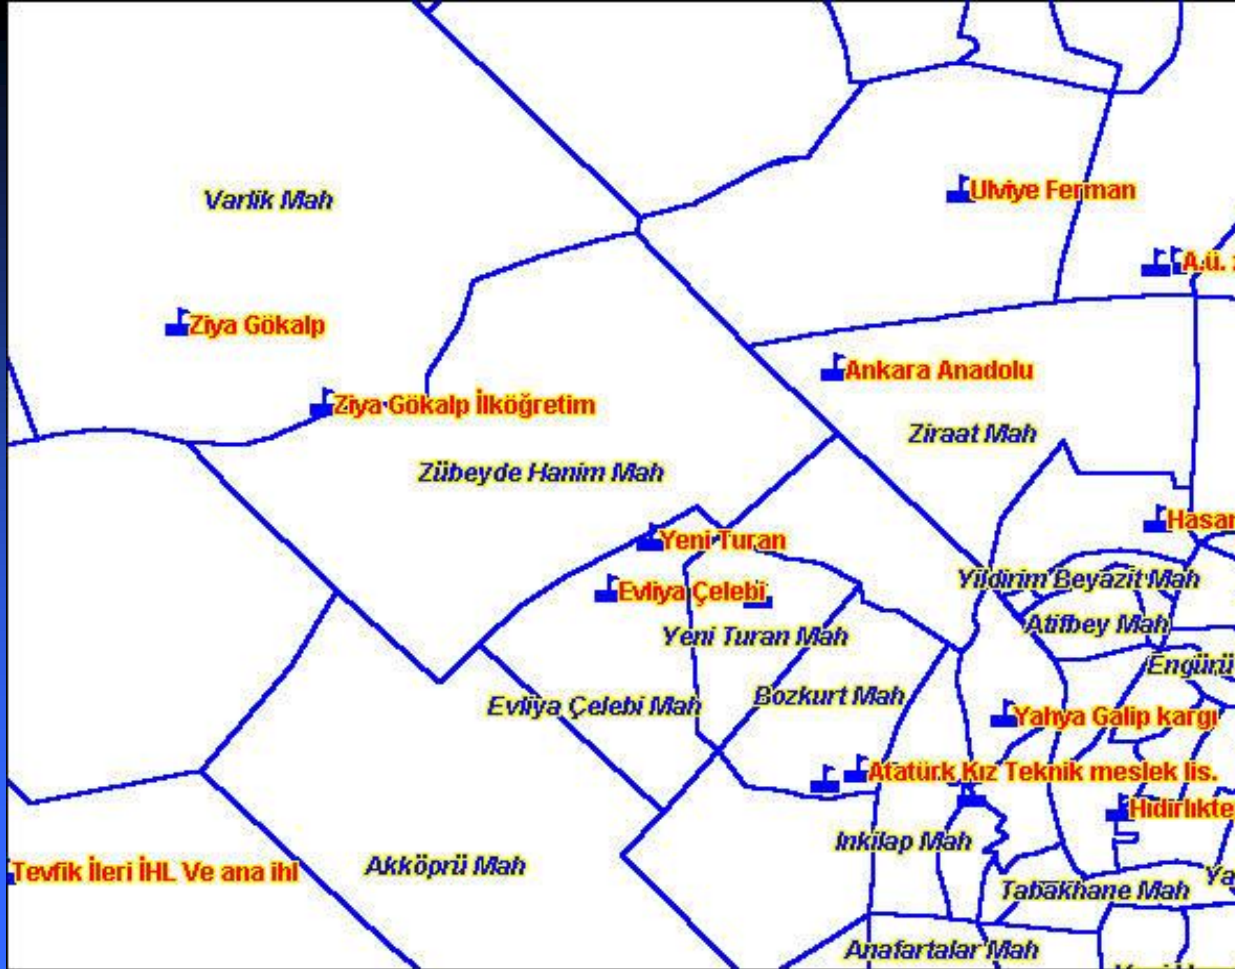 Ulviye Ferman
Varlik Mah
A.ü.
Ziya Gökalp
Ankara Anadolu
Ziya Gökalp İlköğretim
Ziraat Mah
Zübeyde Hanim Mah
Hasan
Yeni Turan
Yildirim Beyazit Mah
Evliya Çelebi
Atifbey Mah
Yeni Turan Mah
Engürü
Bozkurt Mah
Evliya Çelebi Mah
Yahya Galip kargı
Atatürk Kız Teknik meslek lis.
Hıdırlıkte
Inkilap Mah
Akköprü Mah
Tevfik İleri İHL Ve ana ihl
Ya
Tabakhane Mah
Anafartalar Mah